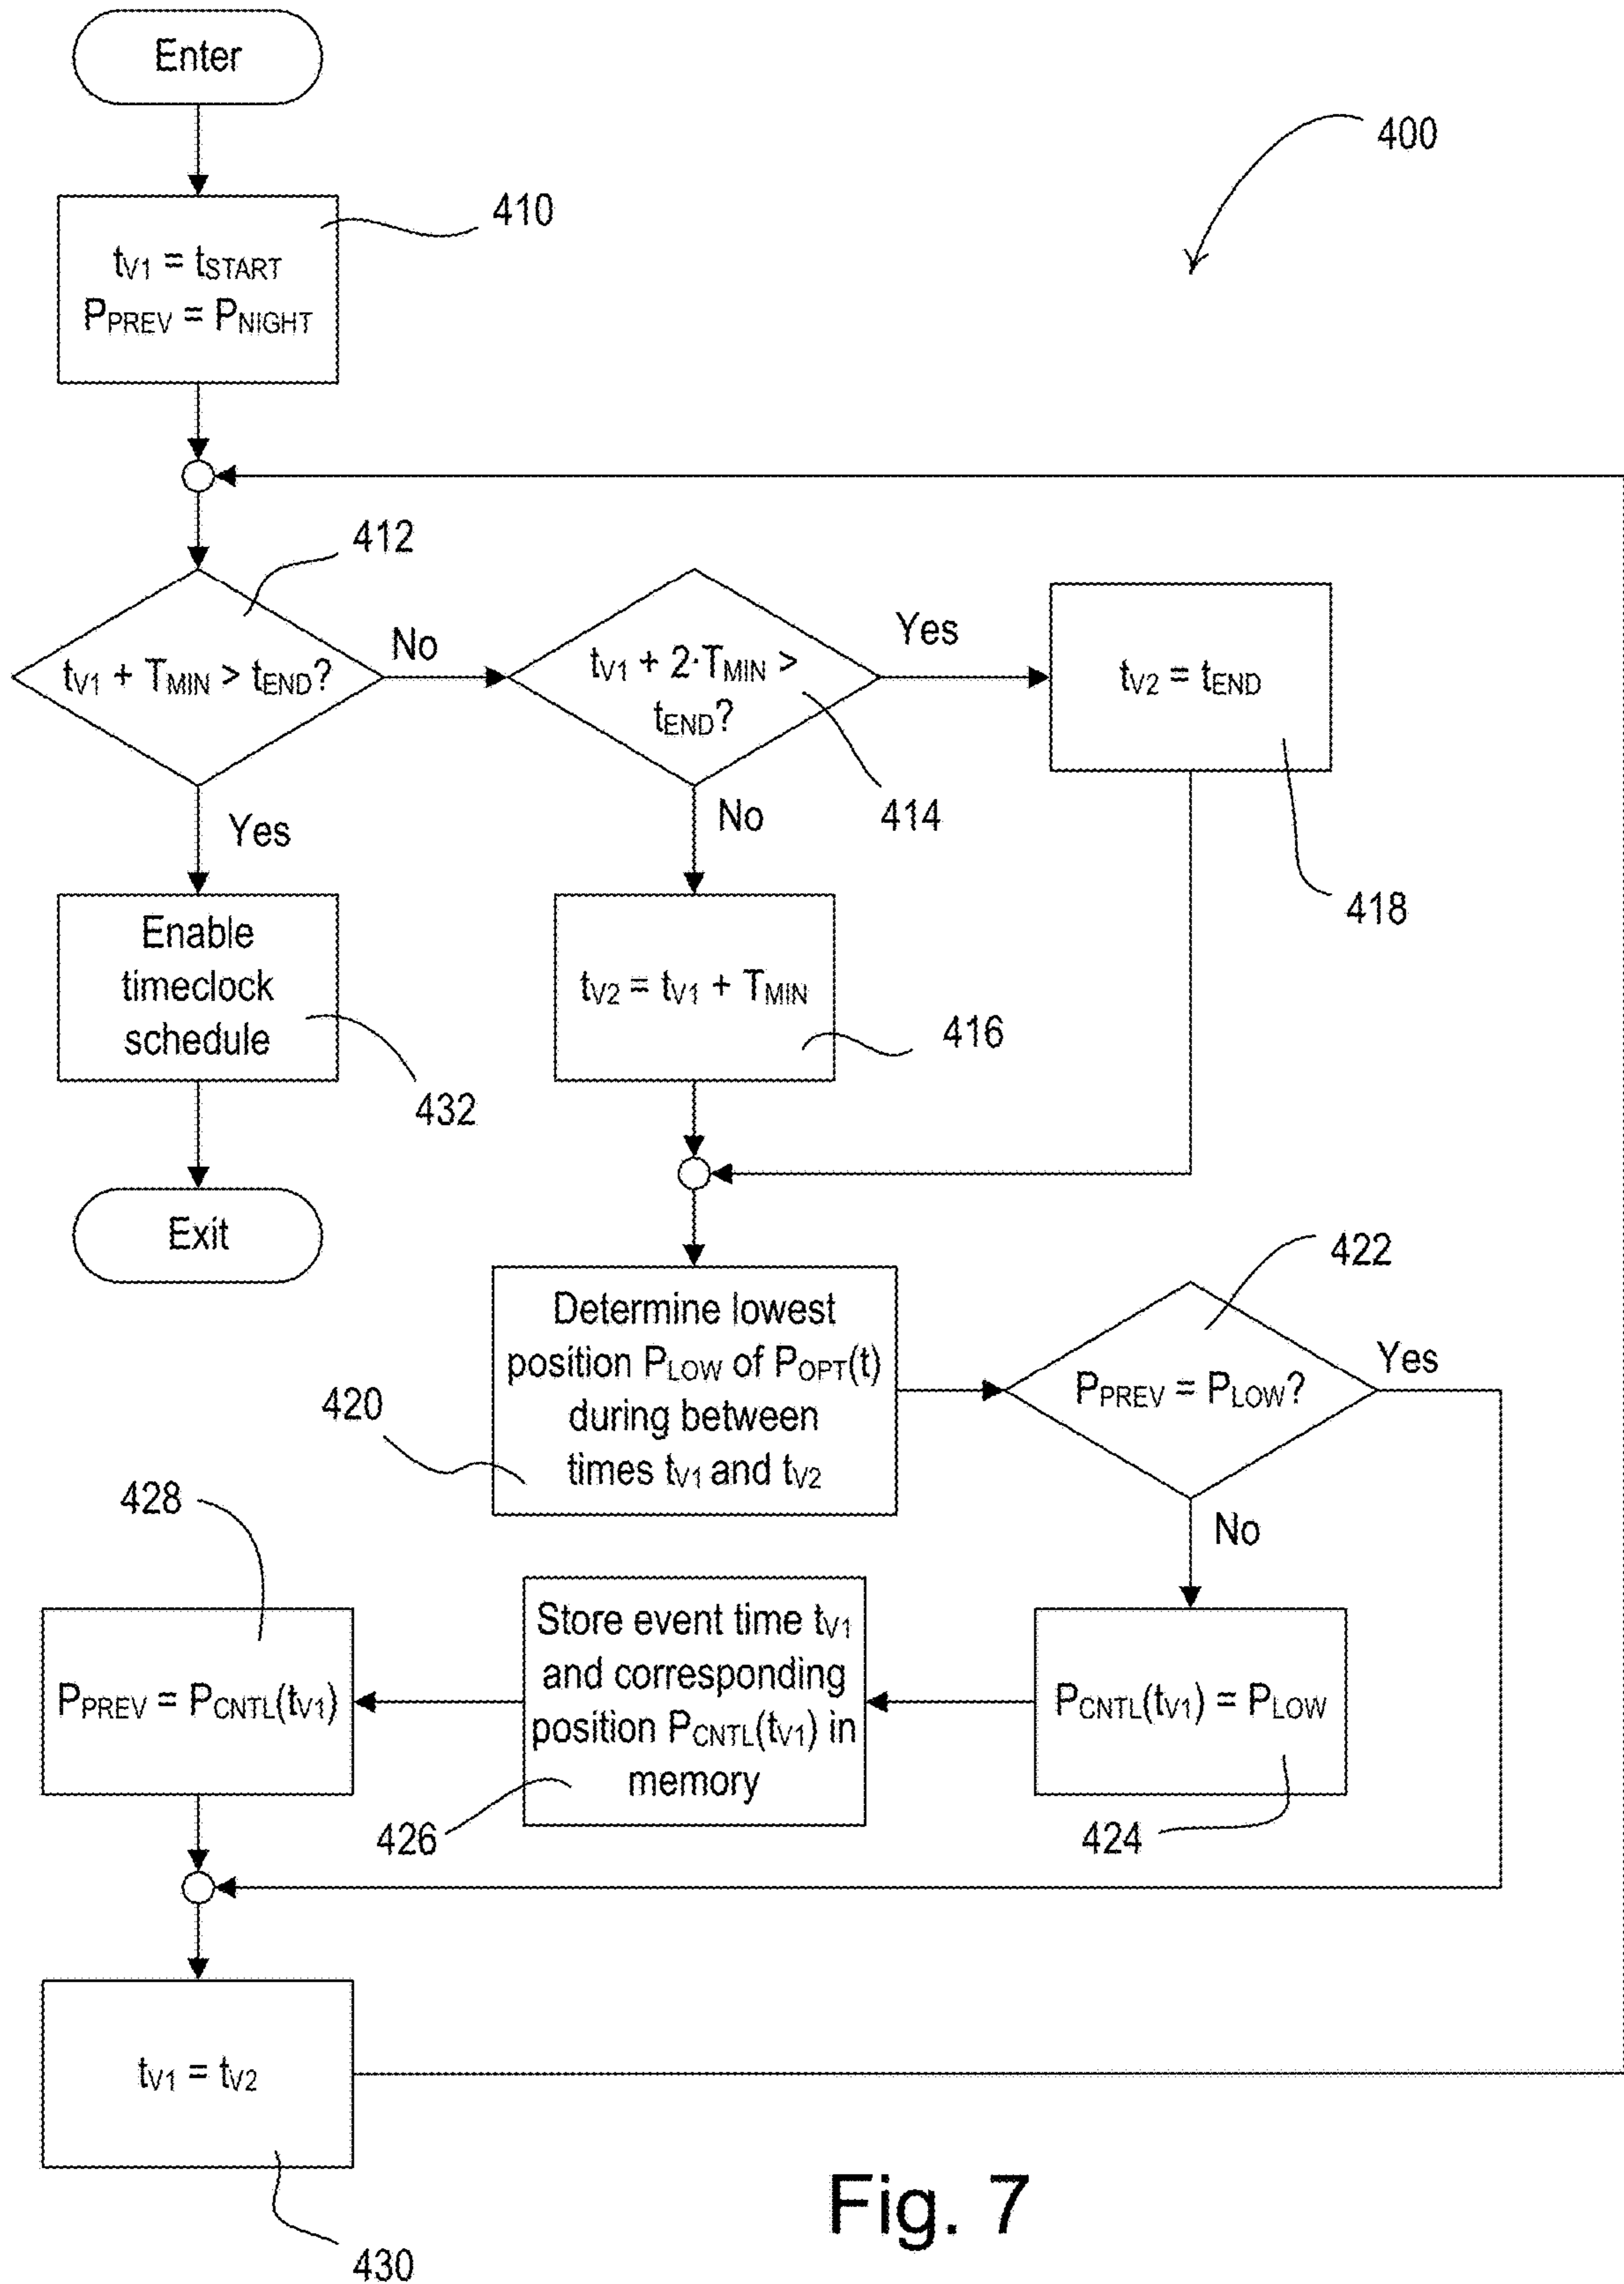 Enter
400
410
tV1 = tSTART
PPREV = PNIGHT
412
tV1 + TMIN > tEND?
No
Yes
tV1 + 2·TMIN >
tEND?
414
Yes
No
tV2 = tEND
418
Enable
timeclock
schedule
432
tV2 = tV1 + TMIN
416
Exit
Determine lowest
position PLOW of POPT(t)
during between
times tV1 and tV2
420
422
PPREV = PLOW?
Yes
No
428
PPREV = PCNTL(tV1)
Store event time tV1
and corresponding
position PCNTL(tV1) in
memory
426
PCNTL(tV1) = PLOW
424
tV1 = tV2
430
Fig. 7